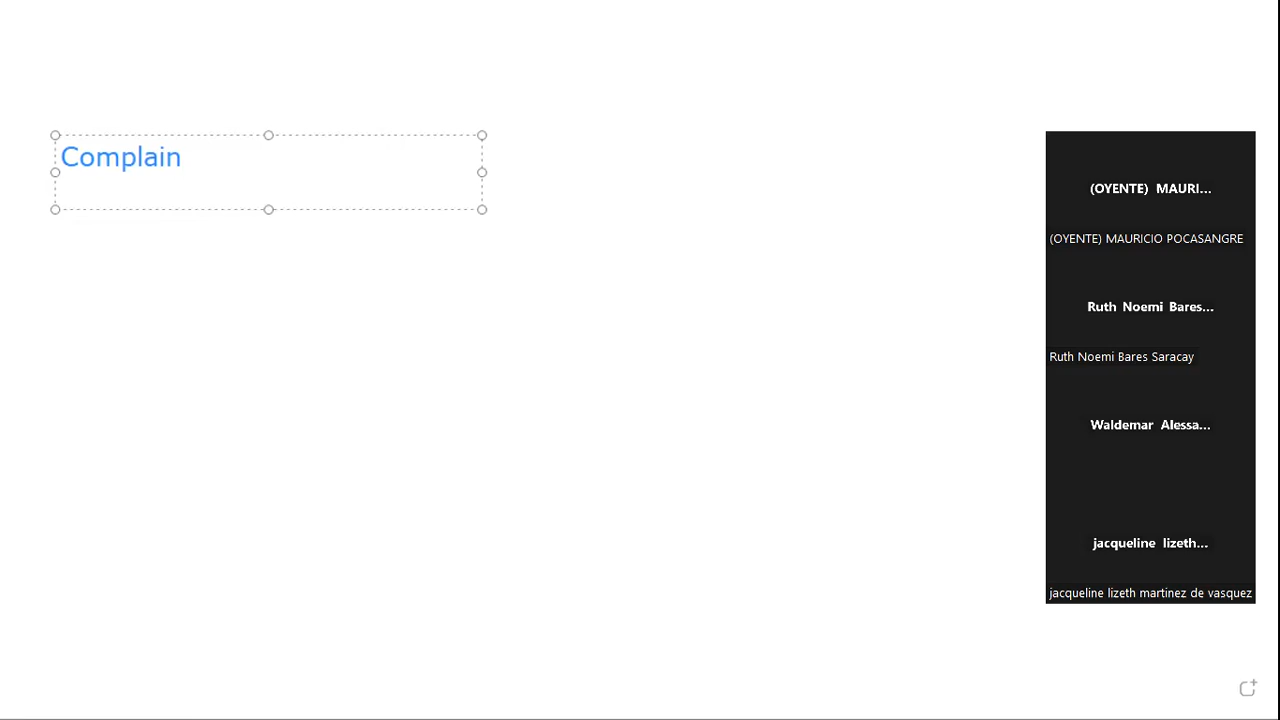 Complain
(OYENTE) MAURI...
(OYENTE) MAURICIO POCASANGRE
Ruth Noemi Bares...
Ruth Noemi Bares Saracay
Waldemar Alessa...
jacqueline lizeth...
jacqueline lizeth martinez de vasquez